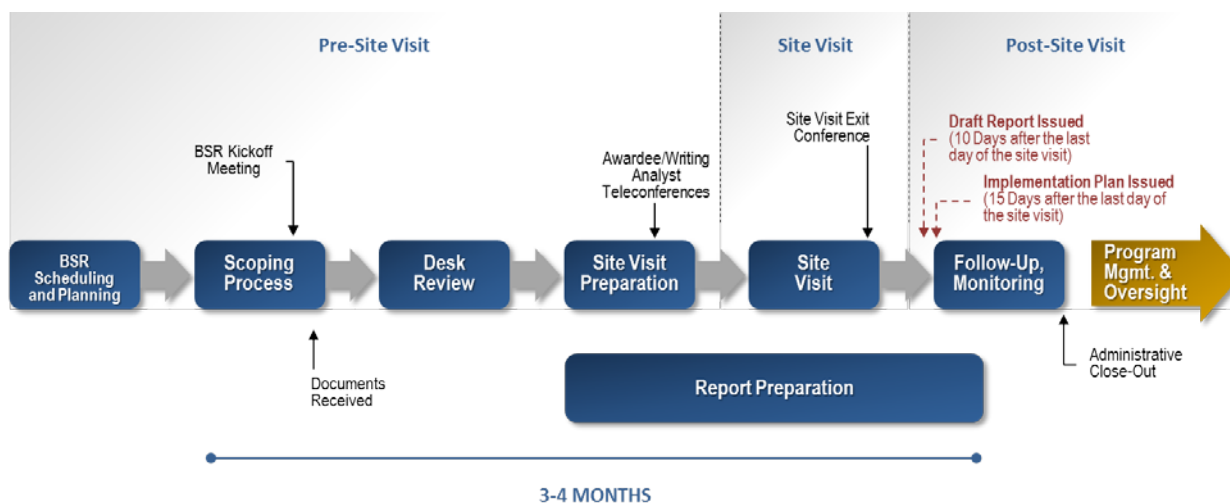 Pre-Site Visit
Site Visit
Post-Site Visit
BSR Kickoff
Meeting
Awardee/Writing
Analyst
Teleconferences
Site Visit Exit
Conference
Draft Report Issued
(10 Days after the last
day of the site visit)
Implementation Plan Issued
(15 Days after the last day of
the site visit)
BSR
Scheduling
and Planning
Scoping
Process
Desk
Review
Site Visit
Preparation
Site
Visit
Follow-Up,
Monitoring
Program
Mgmt. &
Oversight
Documents
Received
Report Preparation
Administrative
Close-Out
3-4 MONTHS